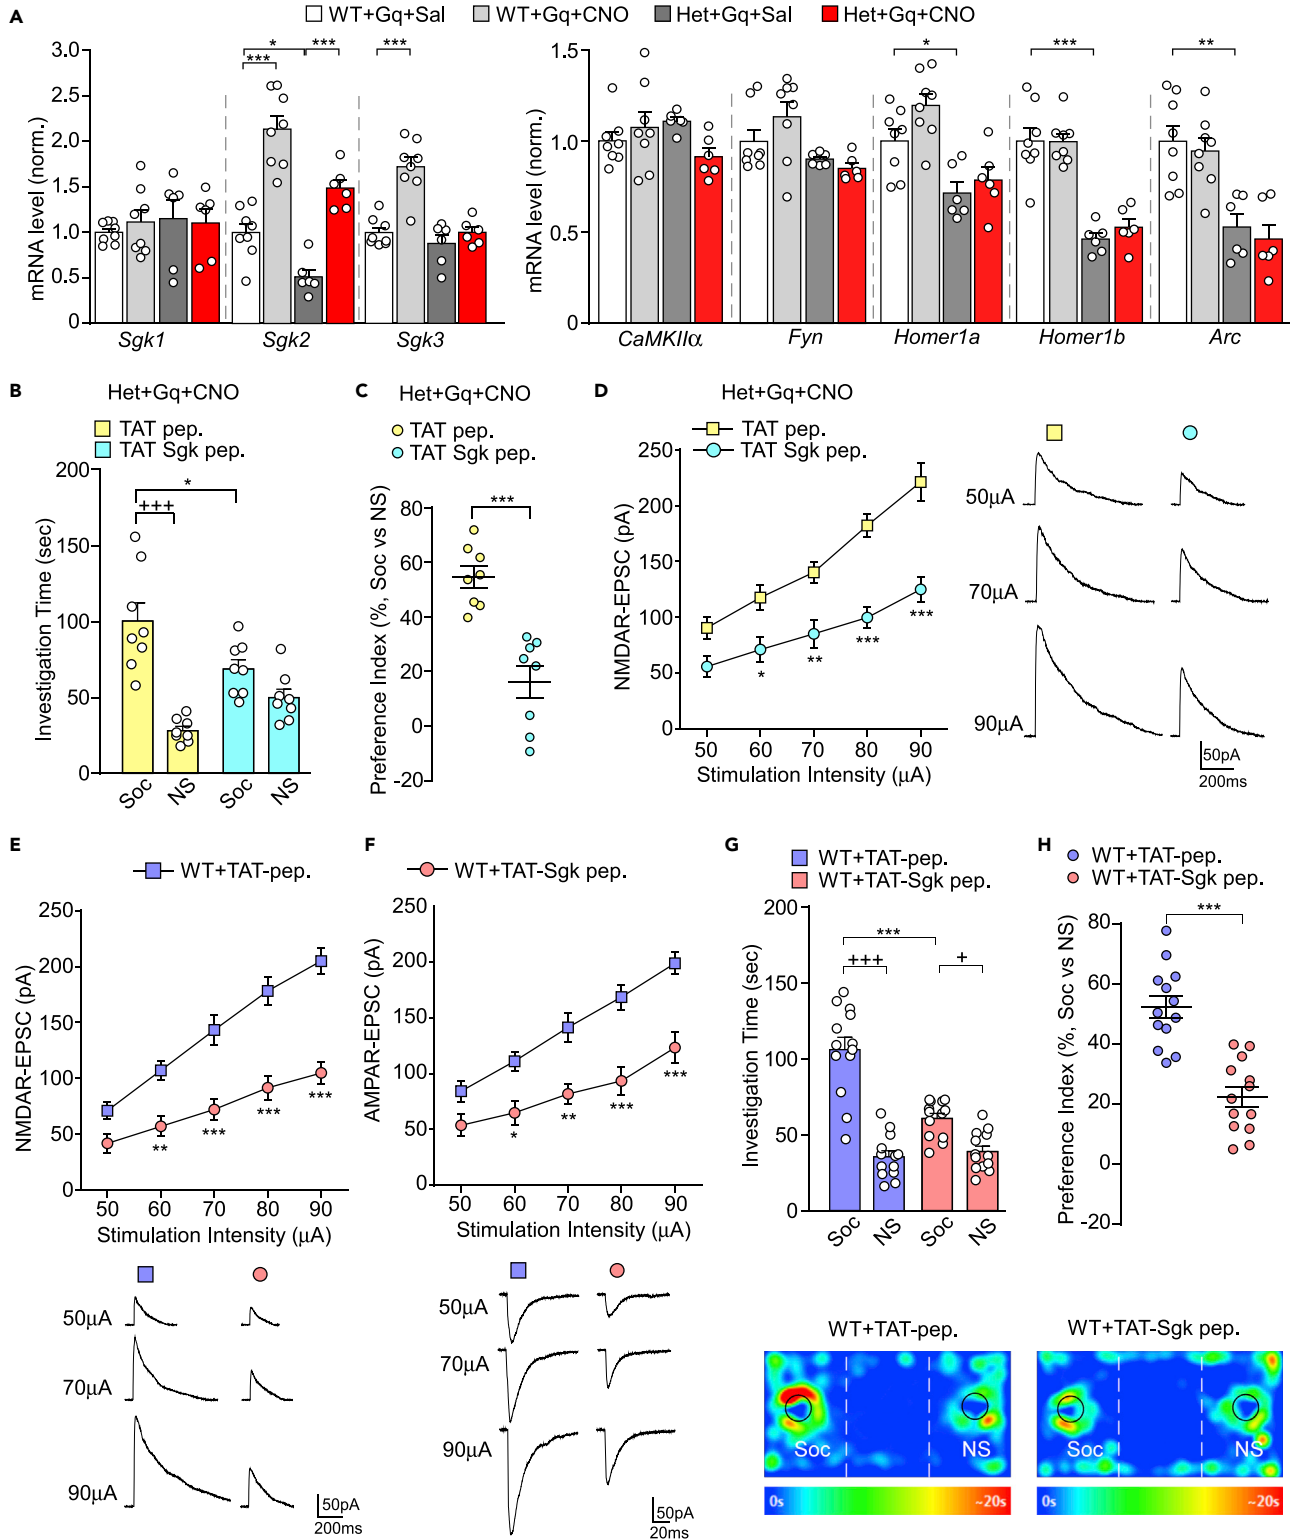 A
WT+Gq+Sal WT+Gq+CNO Het+Gq+Sal Het+Gq+CNO
mRNA level (norm.)
3.0
2.5
2.0
1.5
1.0
0.5
0
* *** *** ***
Sgk1 Sgk2 Sgk3
mRNA level (norm.)
1.5
1.0
0.5
0
* *** **
CaMKIIα Fyn Homer1a Homer1b Arc
B
Het+Gq+CNO
TAT pep.
TAT Sgk pep.
Investigation Time (sec)
200
150
100
50
0
*
+++
Soc NS Soc NS
C
Het+Gq+CNO
TAT pep.
TAT Sgk pep.
Preference Index (%, Soc vs NS)
80
60
40
20
0
-20
***
D
Het+Gq+CNO
TAT pep.
TAT Sgk pep.
NMDAR-EPSC (pA)
250
200
150
100
50
0
* ** *** ***
50 60 70 80 90
Stimulation Intensity (μA)
50μA
70μA
90μA
50pA
200ms
E
WT+TAT-pep.
NMDAR-EPSC (pA)
250
200
150
100
50
0
** *** *** ***
50 60 70 80 90
Stimulation Intensity (μA)
50μA
70μA
90μA
50pA
200ms
F
WT+TAT-Sgk pep.
AMPAR-EPSC (pA)
250
200
150
100
50
0
* ** *** ***
50 60 70 80 90
Stimulation Intensity (μA)
50μA
70μA
90μA
50pA
20ms
G
WT+TAT-pep.
WT+TAT-Sgk pep.
Investigation Time (sec)
200
150
100
50
0
***
+++ +
Soc NS Soc NS
H
WT+TAT-pep.
WT+TAT-Sgk pep.
Preference Index (%, Soc vs NS)
80
60
40
20
0
-20
***
WT+TAT-pep. WT+TAT-Sgk pep.
Soc NS Soc NS
0s ~20s 0s ~20s